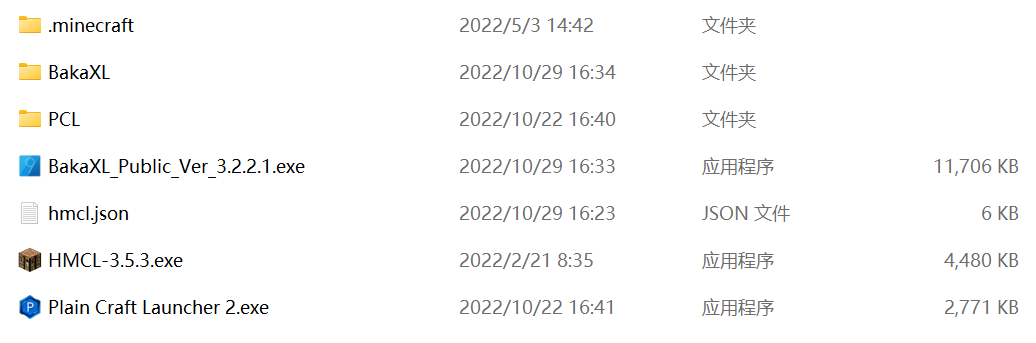 .minecraft 2022/5/3 14:42 文件夹
BakaXL 2022/10/29 16:34 文件夹
PCL 2022/10/22 16:40 文件夹
BakaXL_Public_Ver_3.2.2.1.exe 2022/10/29 16:33 应用程序 11,706 KB
hmcl.json 2022/10/29 16:23 JSON 文件 6 KB
HMCL-3.5.3.exe 2022/2/21 8:35 应用程序 4,480 KB
Plain Craft Launcher 2.exe 2022/10/22 16:41 应用程序 2,771 KB